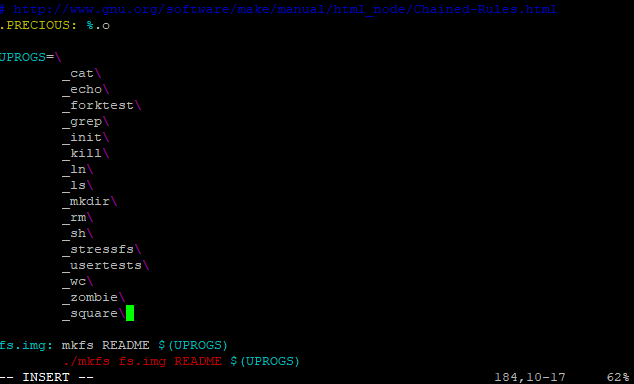 # http://www.gnu.org/software/make/manual/html_node/Chained-Rules.html
.PRECIOUS: %.o
UPROGS=\
_cat\
_echo\
_forktest\
_grep\
_init\
_kill\
_ln\
_ls\
_mkdir\
_rm\
_sh\
_stressfs\
_usertests\
_wc\
_zombie\
_square\
fs.img: mkfs README $(UPROGS)
./mkfs fs.img README $(UPROGS)
-- INSERT -- 184,10-17 62%